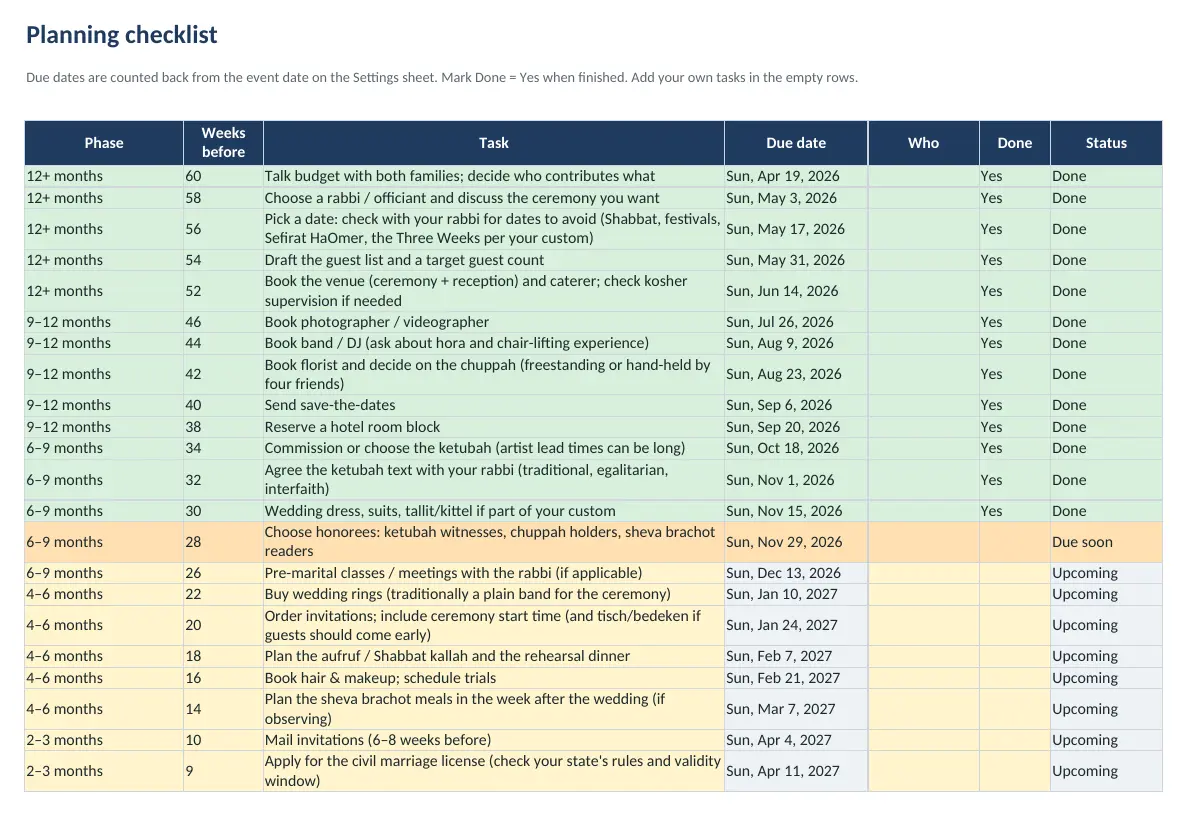 Planning checklist
Due dates are counted back from the event date on the Settings sheet. Mark Done = Yes when finished. Add your own tasks in the empty rows.
Phase Weeks before Task Due date Who Done Status
12+ months 60 Talk budget with both families; decide who contributes what Sun, Apr 19, 2026 Yes Done
12+ months 58 Choose a rabbi / officiant and discuss the ceremony you want Sun, May 3, 2026 Yes Done
12+ months 56 Pick a date: check with your rabbi for dates to avoid (Shabbat, festivals, Sefirat HaOmer, the Three Weeks per your custom) Sun, May 17, 2026 Yes Done
12+ months 54 Draft the guest list and a target guest count Sun, May 31, 2026 Yes Done
12+ months 52 Book the venue (ceremony + reception) and caterer; check kosher supervision if needed Sun, Jun 14, 2026 Yes Done
9–12 months 46 Book photographer / videographer Sun, Jul 26, 2026 Yes Done
9–12 months 44 Book band / DJ (ask about hora and chair-lifting experience) Sun, Aug 9, 2026 Yes Done
9–12 months 42 Book florist and decide on the chuppah (freestanding or hand-held by four friends) Sun, Aug 23, 2026 Yes Done
9–12 months 40 Send save-the-dates Sun, Sep 6, 2026 Yes Done
9–12 months 38 Reserve a hotel room block Sun, Sep 20, 2026 Yes Done
6–9 months 34 Commission or choose the ketubah (artist lead times can be long) Sun, Oct 18, 2026 Yes Done
6–9 months 32 Agree the ketubah text with your rabbi (traditional, egalitarian, interfaith) Sun, Nov 1, 2026 Yes Done
6–9 months 30 Wedding dress, suits, tallit/kittel if part of your custom Sun, Nov 15, 2026 Yes Done
6–9 months 28 Choose honorees: ketubah witnesses, chuppah holders, sheva brachot readers Sun, Nov 29, 2026 Due soon
6–9 months 26 Pre-marital classes / meetings with the rabbi (if applicable) Sun, Dec 13, 2026 Upcoming
4–6 months 22 Buy wedding rings (traditionally a plain band for the ceremony) Sun, Jan 10, 2027 Upcoming
4–6 months 20 Order invitations; include ceremony start time (and tisch/bedeken if guests should come early) Sun, Jan 24, 2027 Upcoming
4–6 months 18 Plan the aufruf / Shabbat kallah and the rehearsal dinner Sun, Feb 7, 2027 Upcoming
4–6 months 16 Book hair & makeup; schedule trials Sun, Feb 21, 2027 Upcoming
4–6 months 14 Plan the sheva brachot meals in the week after the wedding (if observing) Sun, Mar 7, 2027 Upcoming
2–3 months 10 Mail invitations (6–8 weeks before) Sun, Apr 4, 2027 Upcoming
2–3 months 9 Apply for the civil marriage license (check your state's rules and validity window) Sun, Apr 11, 2027 Upcoming